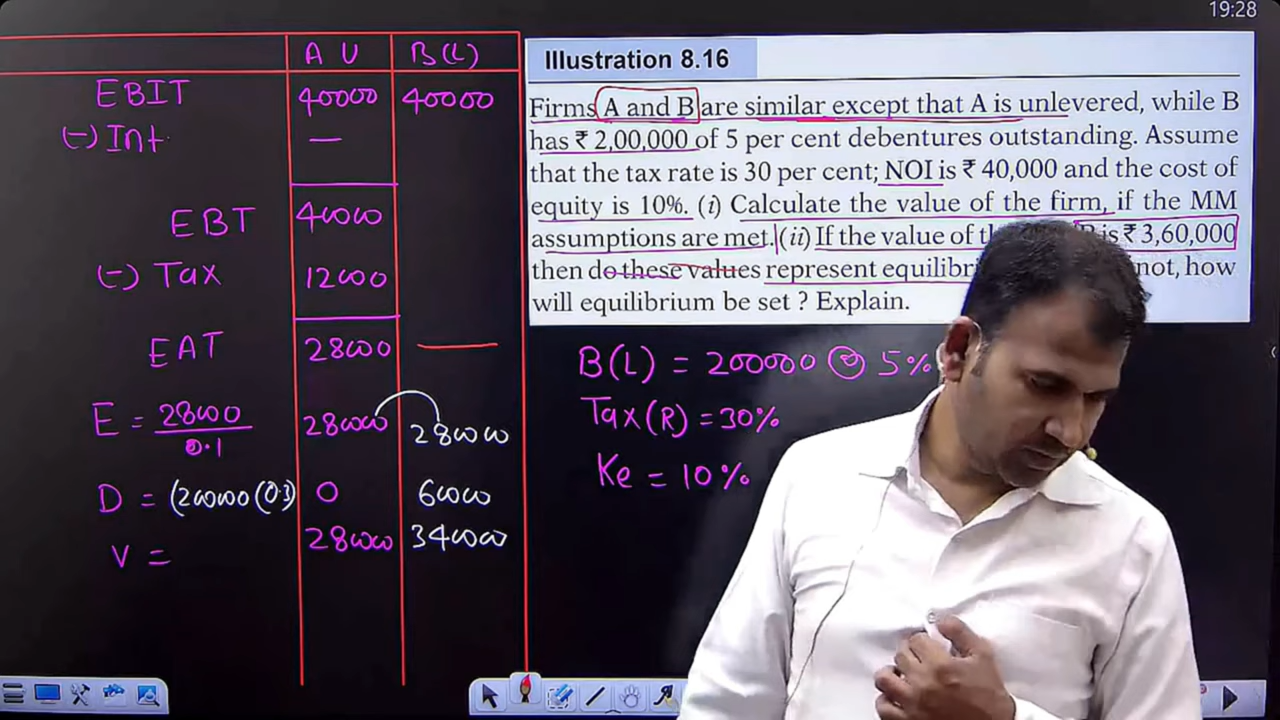 19:28
A U B(L)
EBIT 40000 40000
(-) Int —
EBT 40000
(-) Tax 12000
EAT 28000 —
E = 28000 / 0.1 280000 280000
D = (200000(0.3) 0 60000
V = 280000 340000
Illustration 8.16
Firms A and B are similar except that A is unlevered, while B
has ₹ 2,00,000 of 5 per cent debentures outstanding. Assume
that the tax rate is 30 per cent; NOI is ₹ 40,000 and the cost of
equity is 10%. (i) Calculate the value of the firm, if the MM
assumptions are met. (ii) If the value of is ₹ 3,60,000
then do these values represent not, how
will equilibrium be set ? Explain.
B(L) = 200000 @ 5%
Tax(R) = 30%
Ke = 10%